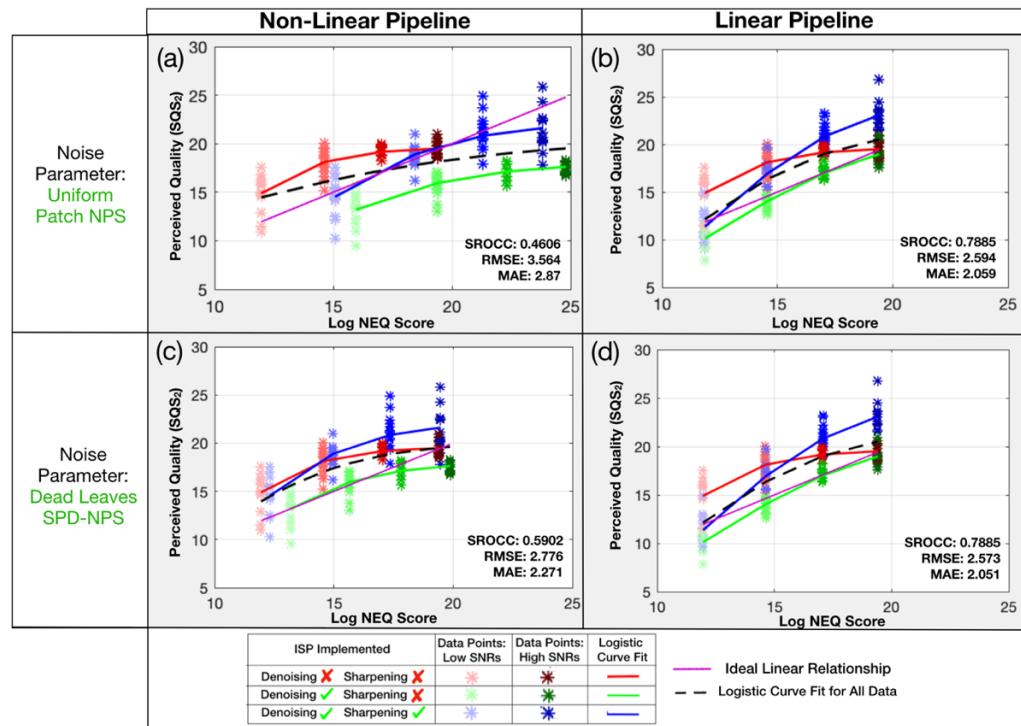 Non-Linear Pipeline
Linear Pipeline
Noise
Parameter:
Uniform
Patch NPS
(a)
Perceived Quality (SQS2)
30
25
20
15
10
5
SROCC: 0.4606
RMSE: 3.564
MAE: 2.87
10 15 20 25
Log NEQ Score
(b)
Perceived Quality (SQS2)
30
25
20
15
10
5
SROCC: 0.7885
RMSE: 2.594
MAE: 2.059
10 15 20 25
Log NEQ Score
Noise
Parameter:
Dead Leaves
SPD-NPS
(c)
Perceived Quality (SQS2)
30
25
20
15
10
5
SROCC: 0.5902
RMSE: 2.776
MAE: 2.271
10 15 20 25
Log NEQ Score
(d)
Perceived Quality (SQS2)
30
25
20
15
10
5
SROCC: 0.7885
RMSE: 2.573
MAE: 2.051
10 15 20 25
Log NEQ Score
ISP Implemented
Data Points:
Low SNRs
Data Points:
High SNRs
Logistic
Curve Fit
Denoising ✘ Sharpening ✘
Denoising ✓ Sharpening ✘
Denoising ✓ Sharpening ✓
Ideal Linear Relationship
Logistic Curve Fit for All Data